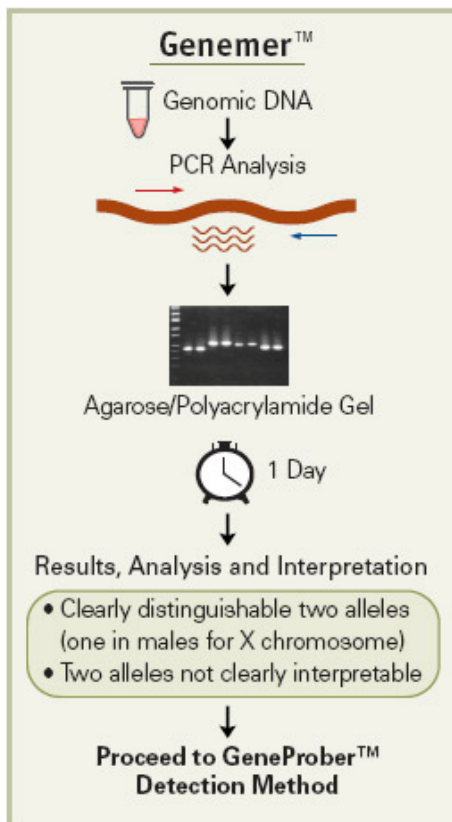 Genemer™
Genomic DNA
PCR Analysis
Agarose/Polyacrylamide Gel
1 Day
Results, Analysis and Interpretation
• Clearly distinguishable two alleles
(one in males for X chromosome)
• Two alleles not clearly interpretable
Proceed to GeneProber™
Detection Method